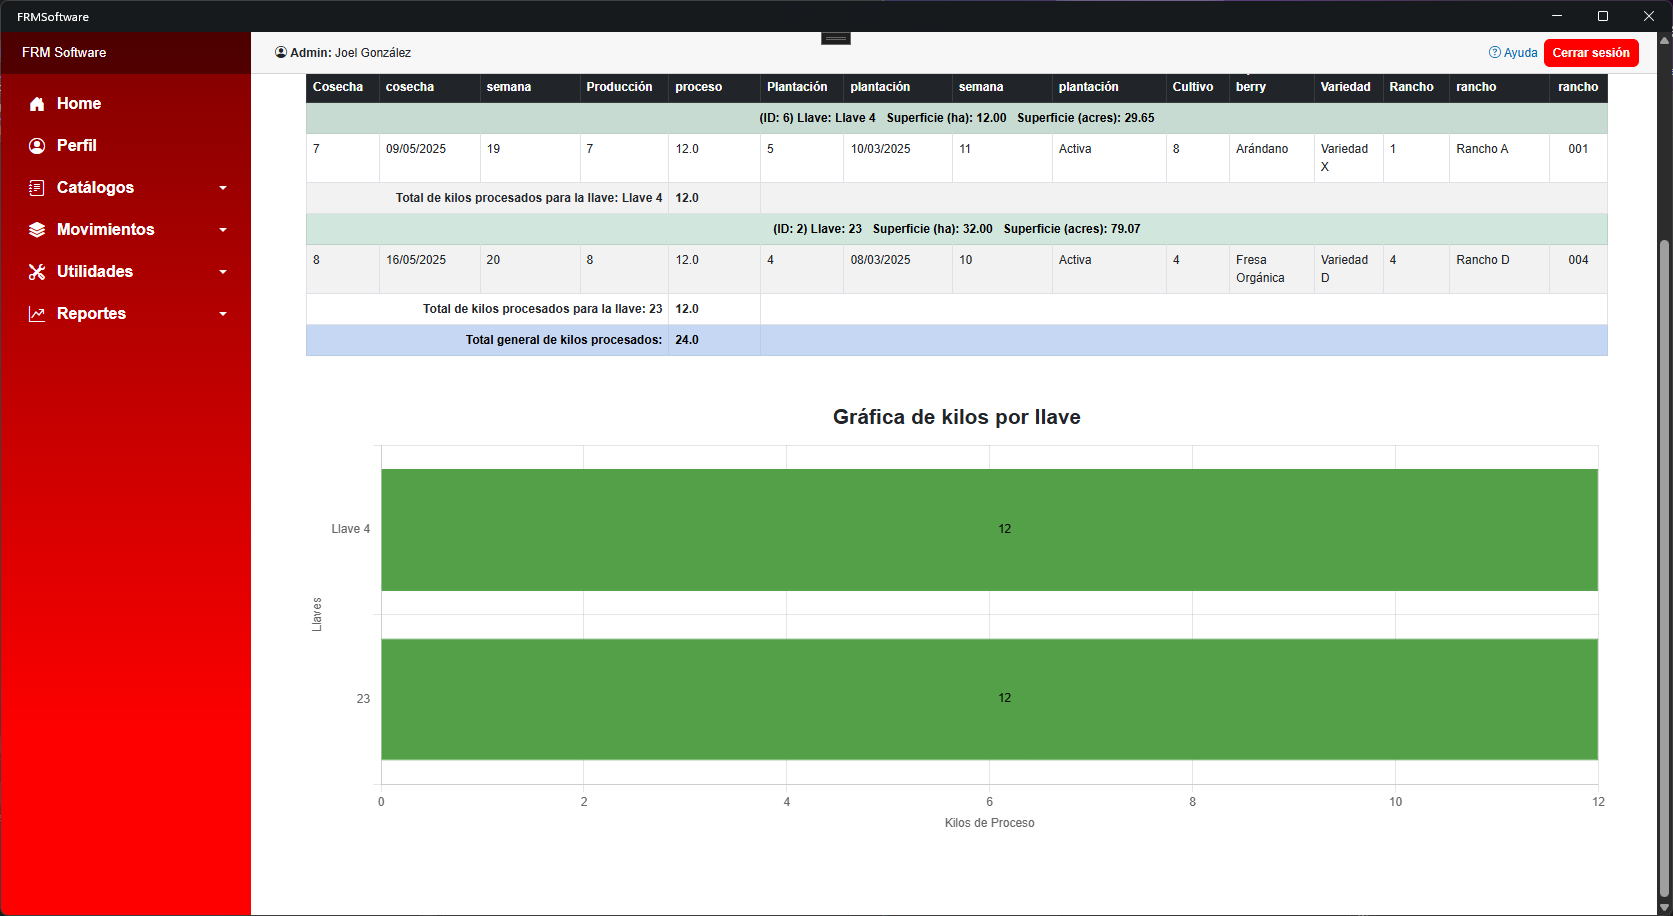 FRMSoftware
FRM Software
Admin: Joel González
Ayuda
Cerrar sesión
Home
Perfil
Catálogos
Movimientos
Utilidades
Reportes
Cosecha cosecha semana Producción proceso Plantación plantación semana plantación Cultivo berry Variedad Rancho rancho rancho
(ID: 6) Llave: Llave 4 Superficie (ha): 12.00 Superficie (acres): 29.65
7 09/05/2025 19 7 12.0 5 10/03/2025 11 Activa 8 Arándano Variedad X 1 Rancho A 001
Total de kilos procesados para la llave: Llave 4 12.0
(ID: 2) Llave: 23 Superficie (ha): 32.00 Superficie (acres): 79.07
8 16/05/2025 20 8 12.0 4 08/03/2025 10 Activa 4 Fresa Orgánica Variedad D 4 Rancho D 004
Total de kilos procesados para la llave: 23 12.0
Total general de kilos procesados: 24.0
Gráfica de kilos por llave
Llave 4
12
Llaves
23
12
0 2 4 6 8 10 12
Kilos de Proceso